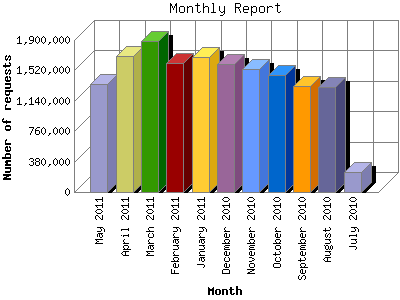 Monthly Report
Number of requests
1,900,000
1,520,000
1,140,000
760,000
380,000
0
May 2011
April 2011
March 2011
February 2011
January 2011
December 2010
November 2010
October 2010
September 2010
August 2010
July 2010
Month